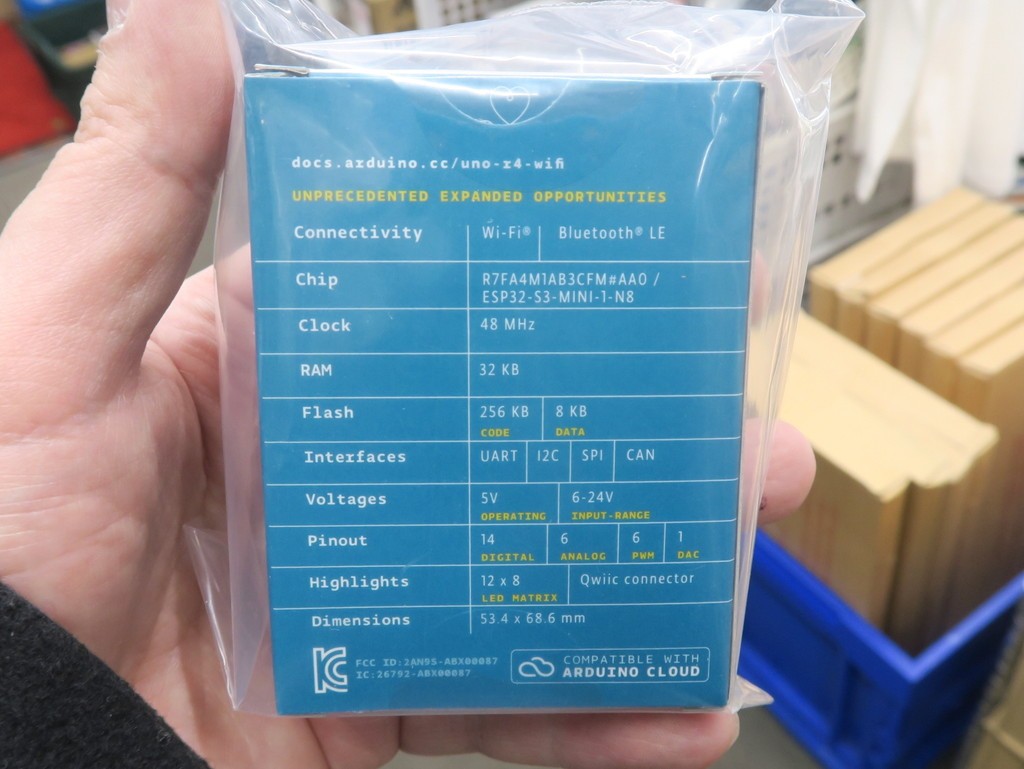 docs.arduino.cc/uno-r4-wifi
UNPRECEDENTED EXPANDED OPPORTUNITIES
Connectivity Wi-Fi® Bluetooth® LE
Chip R7FA4M1AB3CFM#AA0 /
ESP32-S3-MINI-1-N8
Clock 48 MHz
RAM 32 KB
Flash 256 KB 8 KB
CODE DATA
Interfaces UART I2C SPI CAN
Voltages 5V 6-24V
OPERATING INPUT-RANGE
Pinout 14 6 6 1
DIGITAL ANALOG PWM DAC
Highlights 12 x 8 Qwiic connector
LED MATRIX
Dimensions 53.4 x 68.6 mm
FCC ID:2AN9S-ABX00087
IC:26792-ABX00087
COMPATIBLE WITH
ARDUINO CLOUD